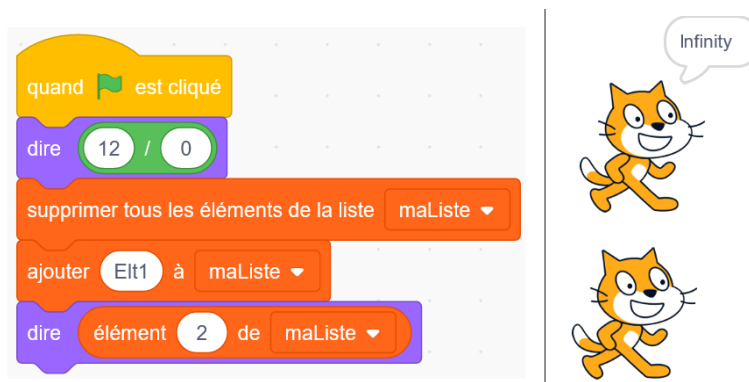 quand est cliqué
dire 12 / 0
supprimer tous les éléments de la liste maListe
ajouter Elt1 à maListe
dire élément 2 de maListe
Infinity